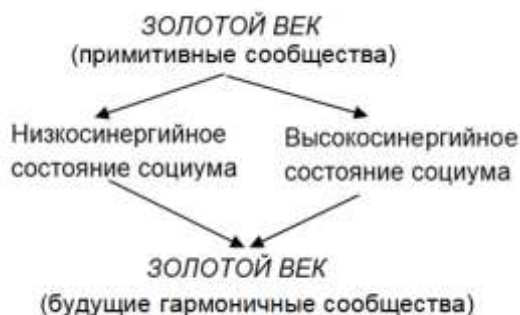 ЗОЛОТОЙ ВЕК
(примитивные сообщества)
Низкосинергийное
состояние социума
Высокосинергийное
состояние социума
ЗОЛОТОЙ ВЕК
(будущие гармоничные сообщества)